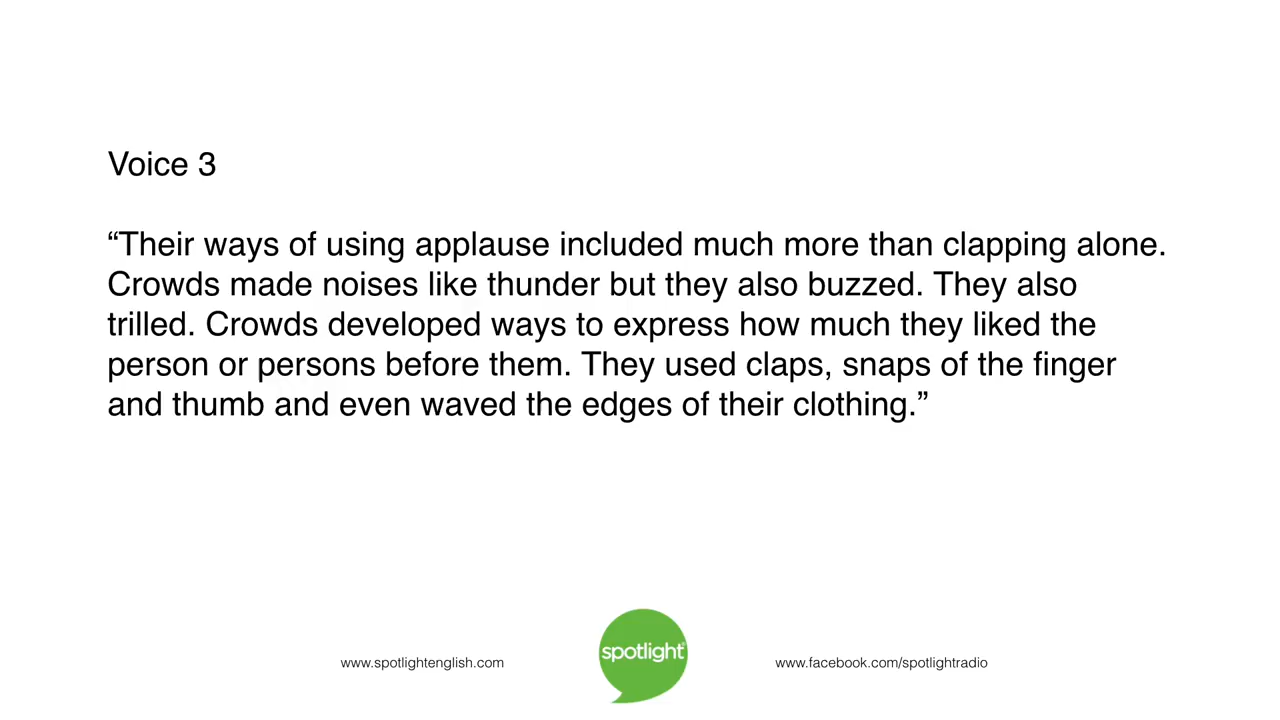 Voice 3
“Their ways of using applause included much more than clapping alone.
Crowds made noises like thunder but they also buzzed. They also
trilled. Crowds developed ways to express how much they liked the
person or persons before them. They used claps, snaps of the finger
and thumb and even waved the edges of their clothing.”
spotlight
www.spotlightenglish.com
www.facebook.com/spotlightradio